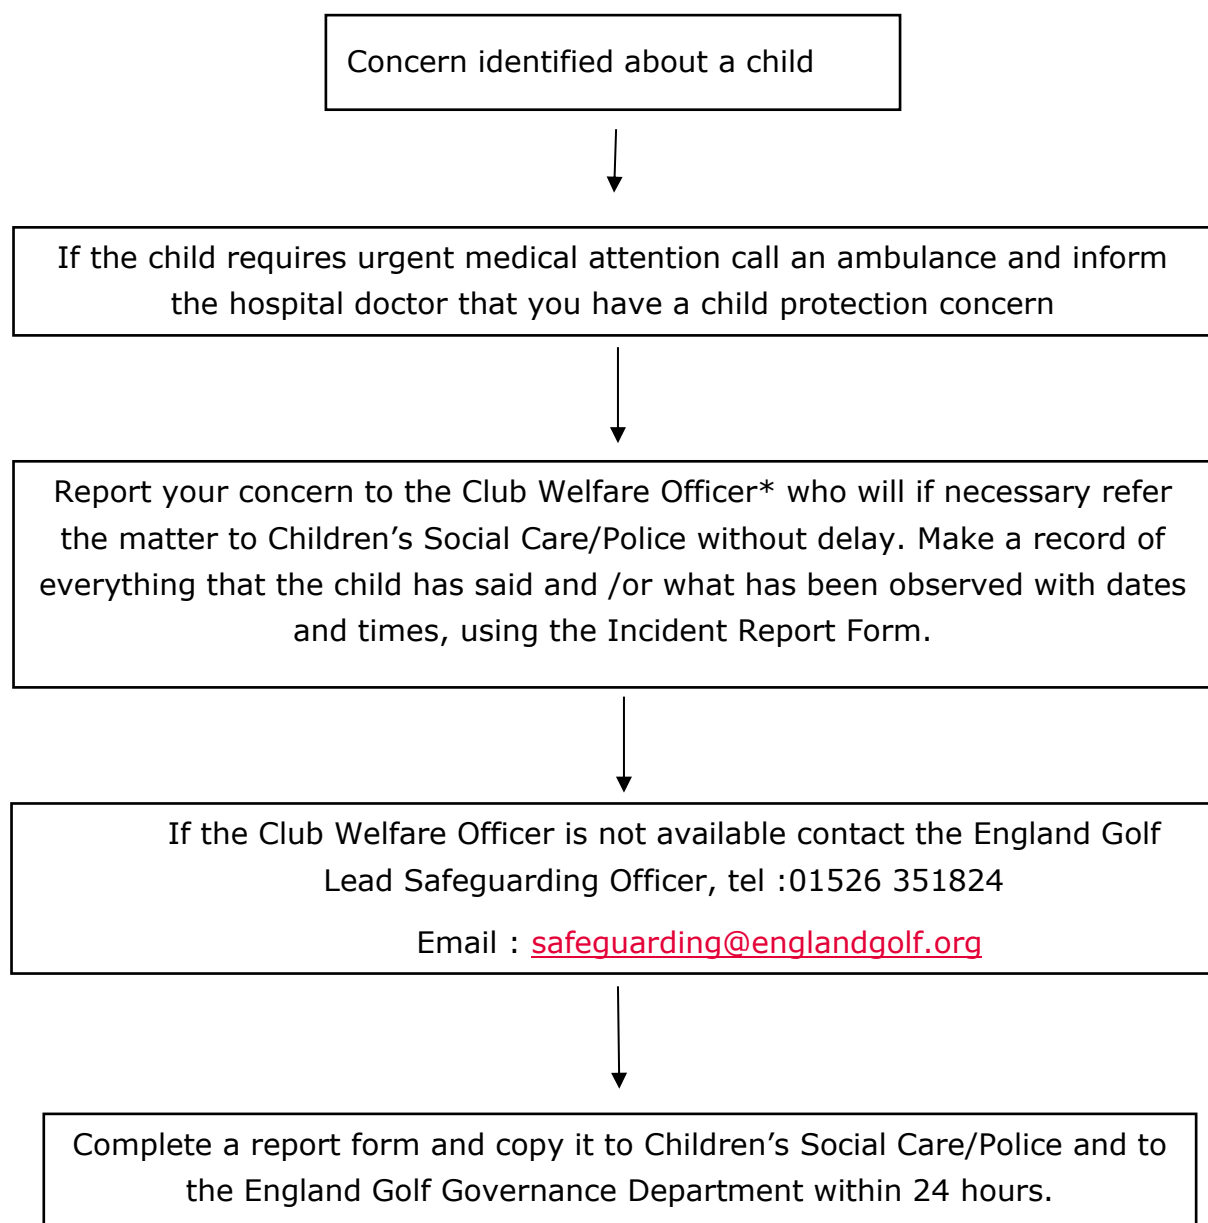 Concern identified about a child
If the child requires urgent medical attention call an ambulance and inform
the hospital doctor that you have a child protection concern
Report your concern to the Club Welfare Officer* who will if necessary refer
the matter to Children’s Social Care/Police without delay. Make a record of
everything that the child has said and /or what has been observed with dates
and times, using the Incident Report Form.
If the Club Welfare Officer is not available contact the England Golf
Lead Safeguarding Officer, tel :01526 351824
Email : safeguarding@englandgolf.org
Complete a report form and copy it to Children’s Social Care/Police and to
the England Golf Governance Department within 24 hours.